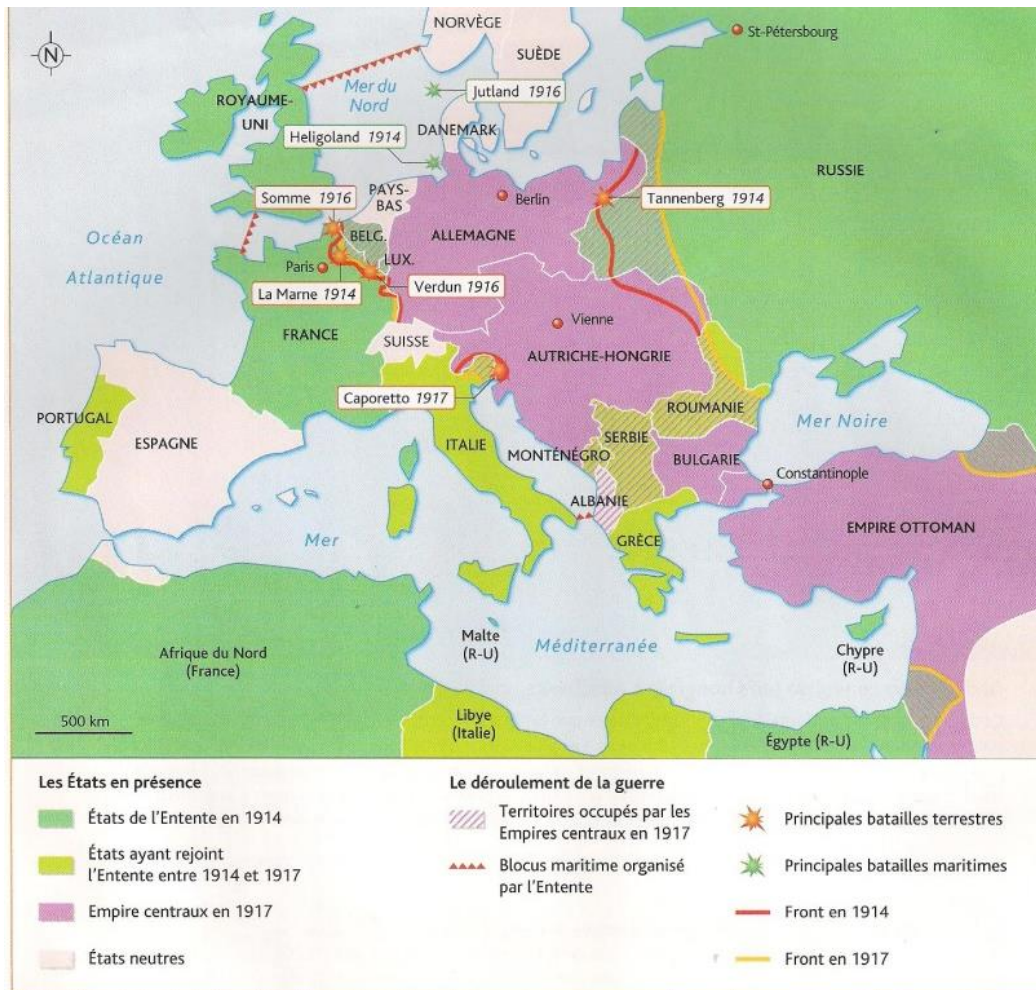 N
NORVÈGE
SUÈDE
St-Pétersbourg
ROYAUME-
UNI
Mer du
Nord
Jutland 1916
Heligoland 1914
DANEMARK
RUSSIE
Somme 1916
PAYS-
BAS
Berlin
Tannenberg 1914
Océan
Atlantique
BELG.
ALLEMAGNE
Paris
LUX.
La Marne 1914
Verdun 1916
FRANCE
Vienne
SUISSE
AUTRICHE-HONGRIE
Caporetto 1917
ROUMANIE
Mer Noire
PORTUGAL
ESPAGNE
ITALIE
SERBIE
MONTÉNÉGRO
BULGARIE
Constantinople
ALBANIE
Mer
GRÈCE
EMPIRE OTTOMAN
Afrique du Nord
(France)
Malte
(R-U)
Méditerranée
Chypre
(R-U)
500 km
Libye
(Italie)
Égypte (R-U)
Les États en présence
États de l'Entente en 1914
États ayant rejoint
l'Entente entre 1914 et 1917
Empire centraux en 1917
États neutres
Le déroulement de la guerre
Territoires occupés par les
Empires centraux en 1917
Blocus maritime organisé
par l'Entente
Principales batailles terrestres
Principales batailles maritimes
Front en 1914
Front en 1917